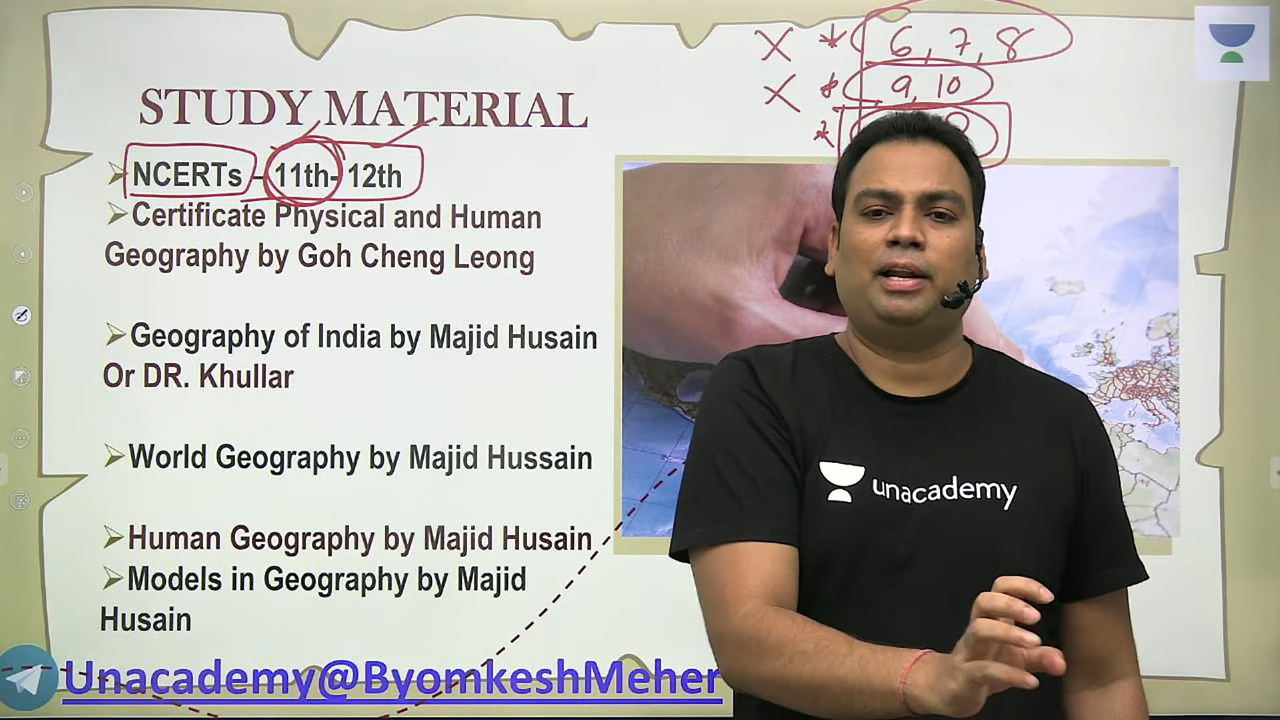 6, 7, 8
9, 10
STUDY MATERIAL
➢NCERTs – 11th- 12th
➢Certificate Physical and Human
Geography by Goh Cheng Leong
➢Geography of India by Majid Husain
Or DR. Khullar
➢World Geography by Majid Hussain
➢Human Geography by Majid Husain
➢Models in Geography by Majid
Husain
unacademy
Unacademy@ByomkeshMeher